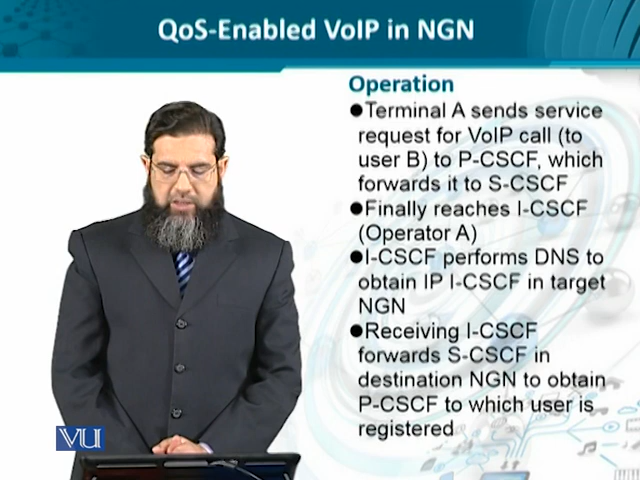 QoS-Enabled VoIP in NGN
Operation
●Terminal A sends service
request for VoIP call (to
user B) to P-CSCF, which
forwards it to S-CSCF
●Finally reaches I-CSCF
(Operator A)
●I-CSCF performs DNS to
obtain IP I-CSCF in target
NGN
●Receiving I-CSCF
forwards S-CSCF in
destination NGN to obtain
P-CSCF to which user is
registered
VU